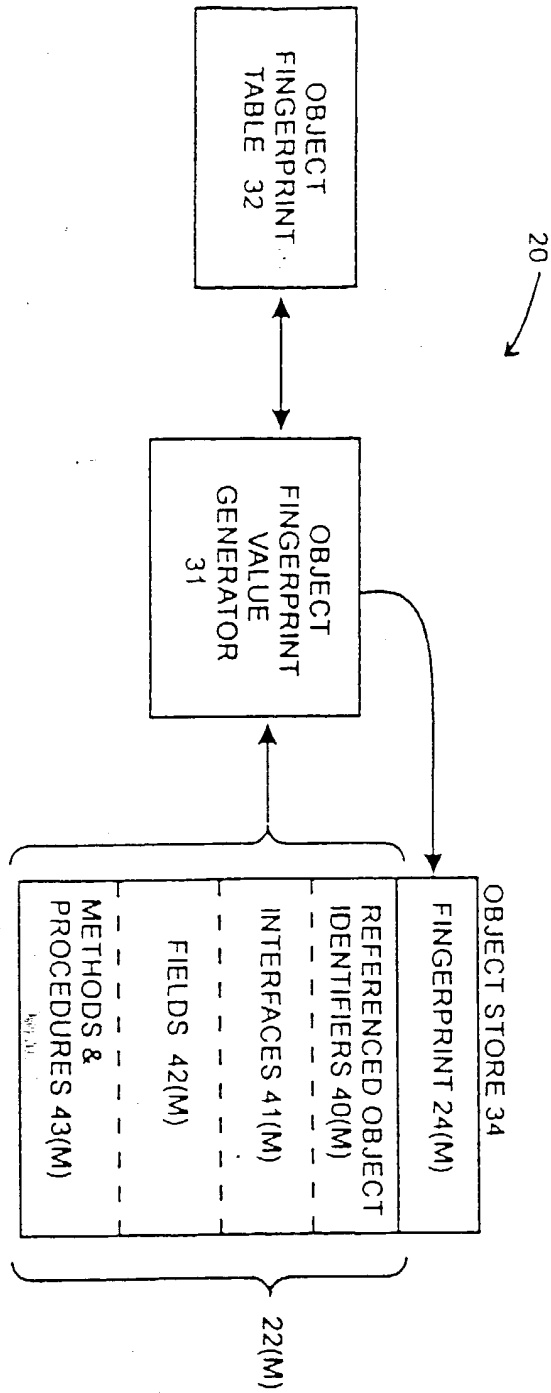 20
OBJECT
FINGERPRINT
TABLE 32
OBJECT
FINGERPRINT
VALUE
GENERATOR
31
OBJECT STORE 34
FINGERPRINT 24(M)
REFERENCED OBJECT
IDENTIFIERS 40(M)
INTERFACES 41(M)
FIELDS 42(M)
METHODS &
PROCEDURES 43(M)
22(M)